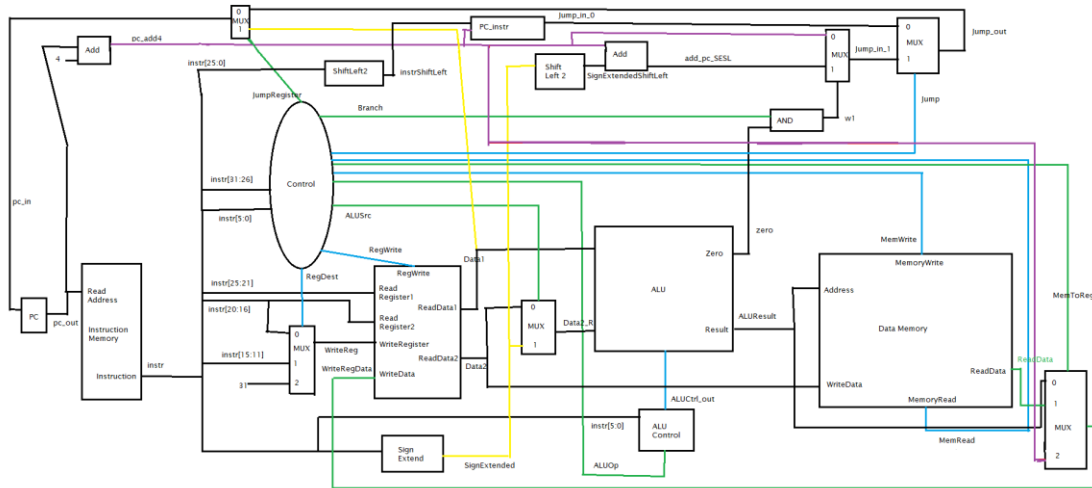 0
MUX
1
Jump_in_0
PC_instr
Jump_out
pc_add4
Add
4
MUX
0
MUX
1
Jump_in_1
0
MUX
1
Add
Shift
Left 2
SignExtendedShiftLeft
add_pc_SESL
instr[25:0]
ShiftLeft2
instrShiftLeft
JumpRegister
Branch
AND
w1
Jump
Control
instr[31:26]
instr[5:0]
pc_in
ALUSrc
RegWrite
RegDest
zero
MemWrite
MemToReg
PC
pc_out
Read
Address
Instruction
Memory
Instruction
instr
instr[25:21]
instr[20:16]
instr[15:11]
31
0
MUX
1
2
WriteReg
WriteRegData
RegWrite
Read
Register1
ReadData1
Read
Register2
WriteRegister
ReadData2
WriteData
Data1
Data2
0
MUX
1
Data2_R
Zero
ALU
Result
ALUResult
MemoryWrite
Address
Data Memory
ReadData
WriteData
MemoryRead
ReadData
MemRead
0
1
MUX
2
ALUCtrl_out
instr[5:0]
ALU
Control
ALUOp
Sign
Extend
SignExtended